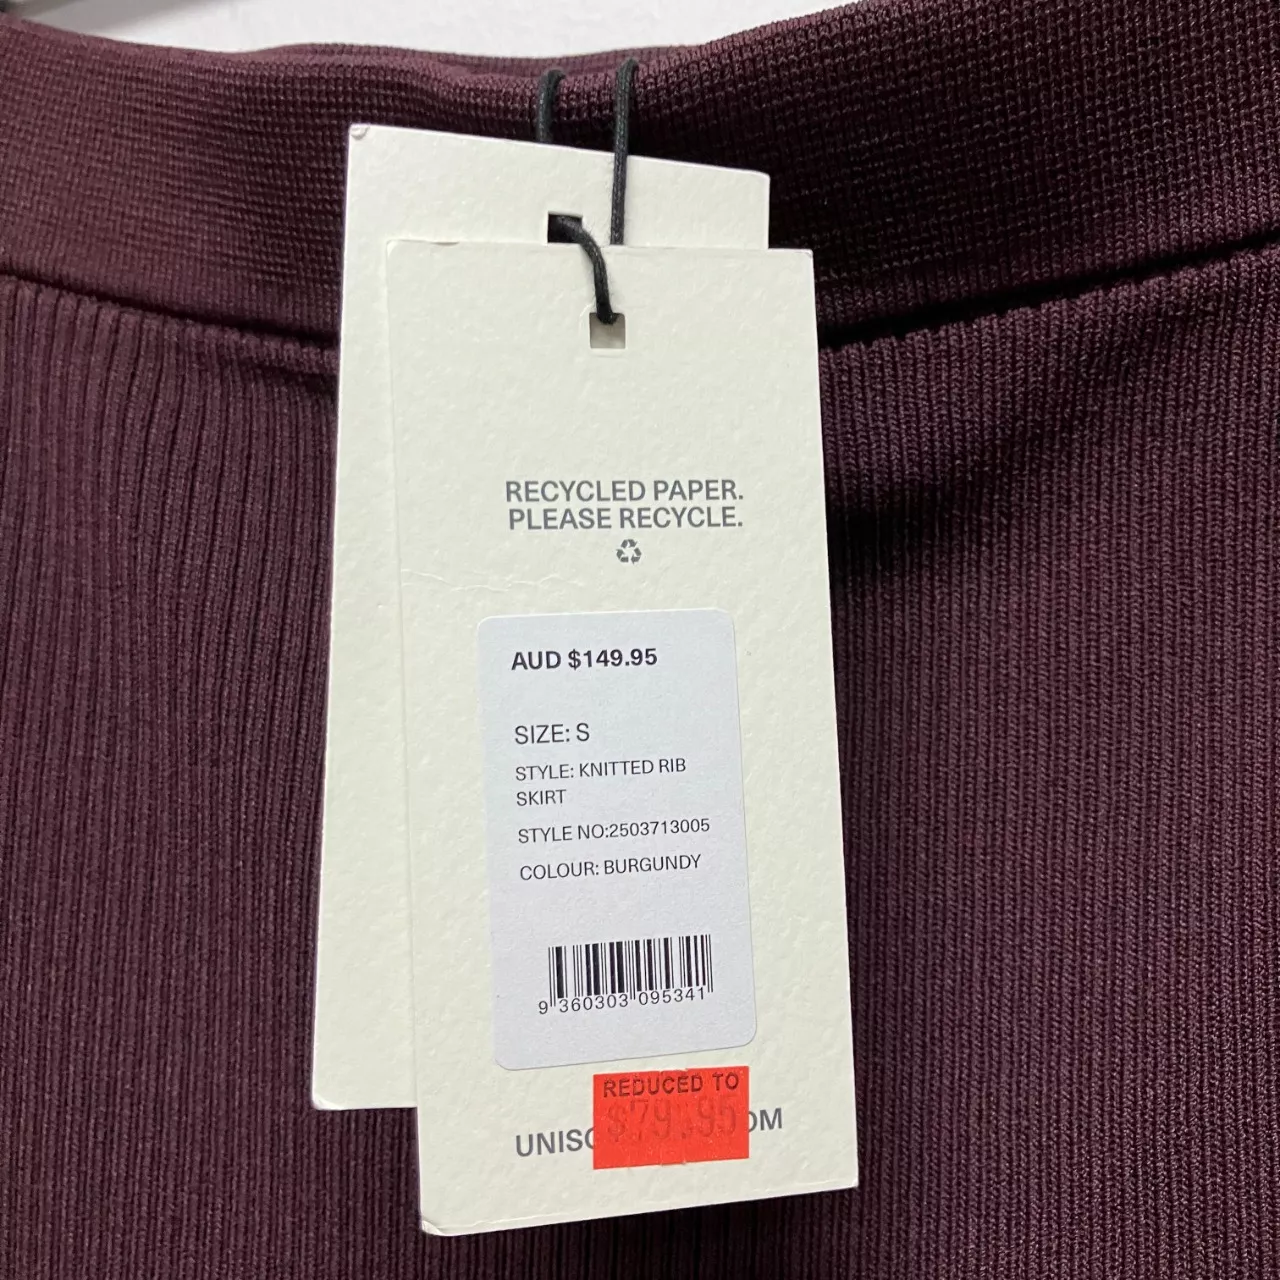 RECYCLED PAPER.
PLEASE RECYCLE.
AUD $149.95
SIZE: S
STYLE: KNITTED RIB
SKIRT
STYLE NO:2503713005
COLOUR: BURGUNDY
9 360303 095341
REDUCED TO
$79.95